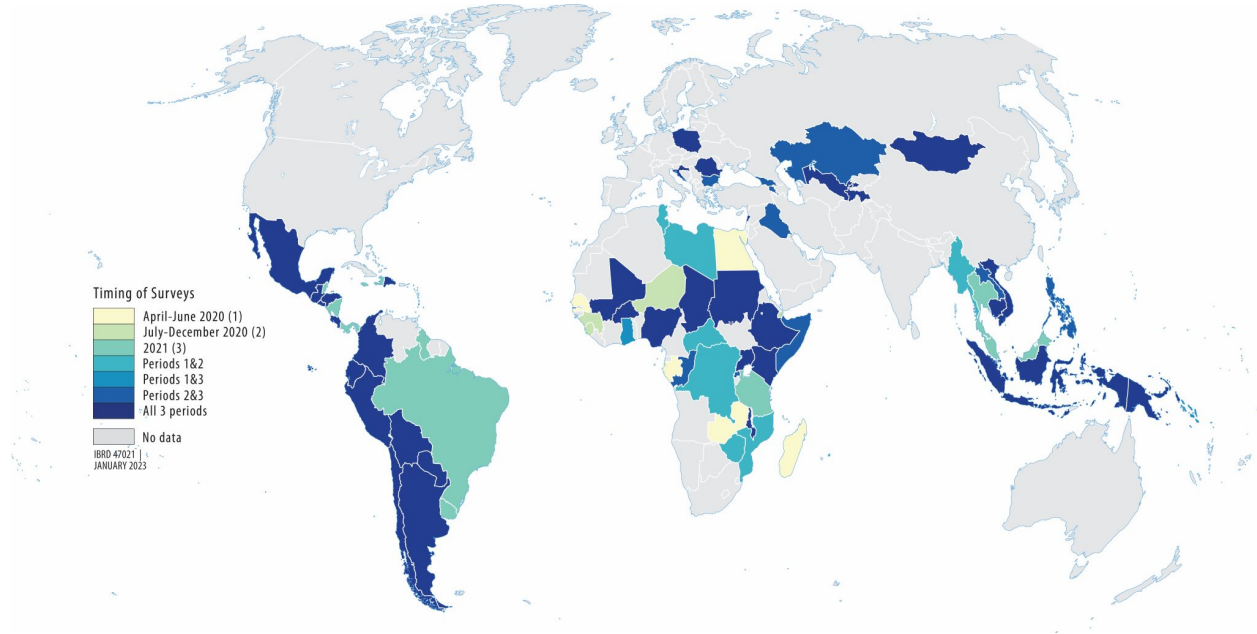 Timing of Surveys
April-June 2020 (1)
July-December 2020 (2)
2021 (3)
Periods 1&2
Periods 1&3
Periods 2&3
All 3 periods
No data
IBRD 47021 |
JANUARY 2023